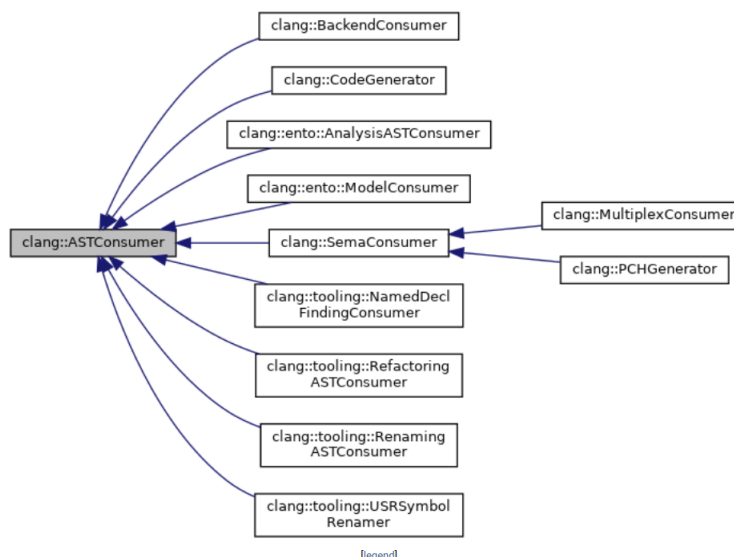 clang::BackendConsumer
clang::CodeGenerator
clang::ento::AnalysisASTConsumer
clang::ento::ModelConsumer
clang::MultiplexConsumer
clang::ASTConsumer
clang::SemaConsumer
clang::PCHGenerator
clang::tooling::NamedDecl
FindingConsumer
clang::tooling::Refactoring
ASTConsumer
clang::tooling::Renaming
ASTConsumer
clang::tooling::USRSymbol
Renamer
[legend]